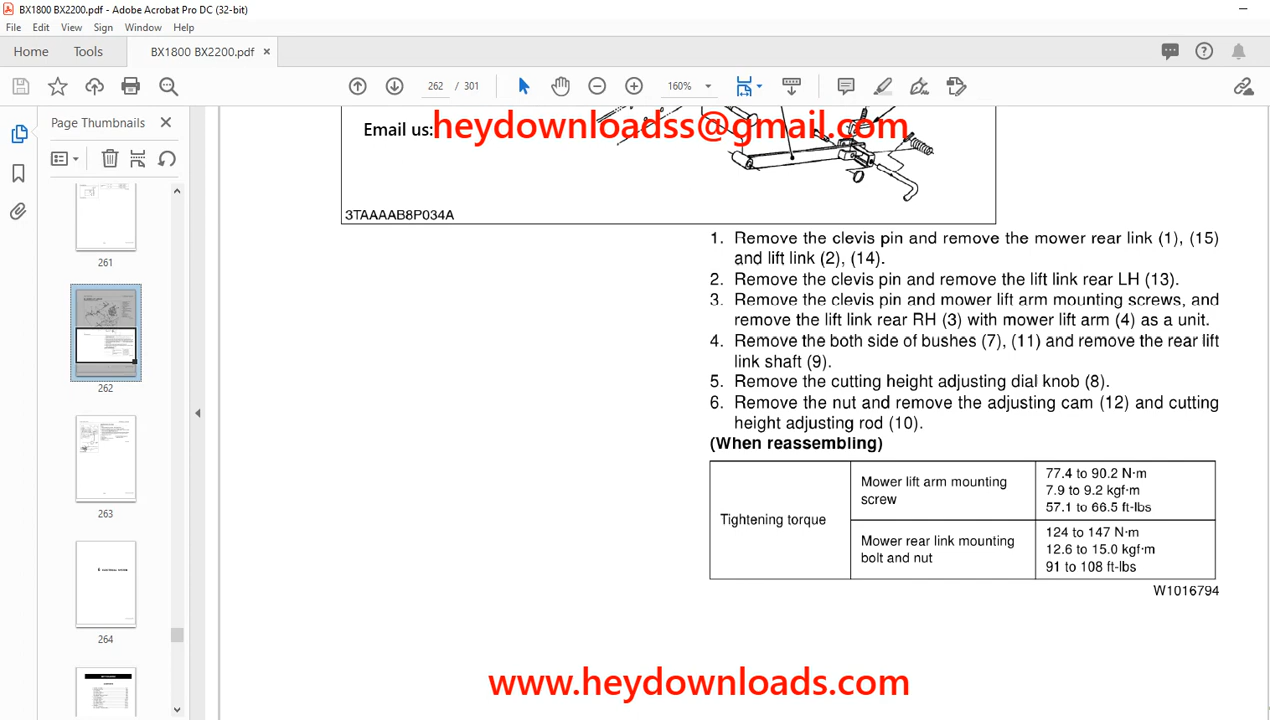 BX1800 BX2200.pdf - Adobe Acrobat Pro DC (32-bit)
File Edit View Sign Window Help
Home Tools BX1800 BX2200.pdf ×
262 / 301 160%
Page Thumbnails
261
262
263
264
Email us: heydownloadss@gmail.com
3TAAAAB8P034A
1. Remove the clevis pin and remove the mower rear link (1), (15)
and lift link (2), (14).
2. Remove the clevis pin and remove the lift link rear LH (13).
3. Remove the clevis pin and mower lift arm mounting screws, and
remove the lift link rear RH (3) with mower lift arm (4) as a unit.
4. Remove the both side of bushes (7), (11) and remove the rear lift
link shaft (9).
5. Remove the cutting height adjusting dial knob (8).
6. Remove the nut and remove the adjusting cam (12) and cutting
height adjusting rod (10).
(When reassembling)
Tightening torque
Mower lift arm mounting
screw
77.4 to 90.2 N·m
7.9 to 9.2 kgf·m
57.1 to 66.5 ft-lbs
Mower rear link mounting
bolt and nut
124 to 147 N·m
12.6 to 15.0 kgf·m
91 to 108 ft-lbs
W1016794
www.heydownloads.com